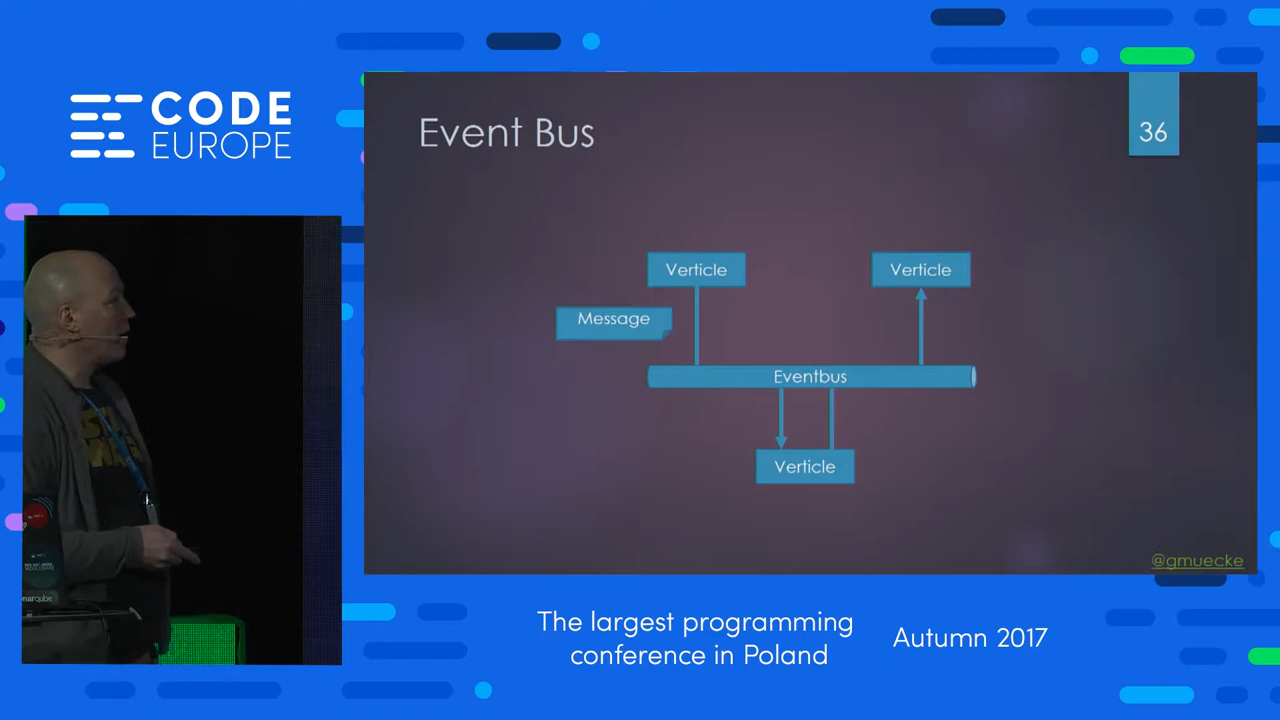 CODE
EUROPE
Event Bus
36
Verticle
Verticle
Message
Eventbus
Verticle
@gmuecke
The largest programming
conference in Poland
Autumn 2017